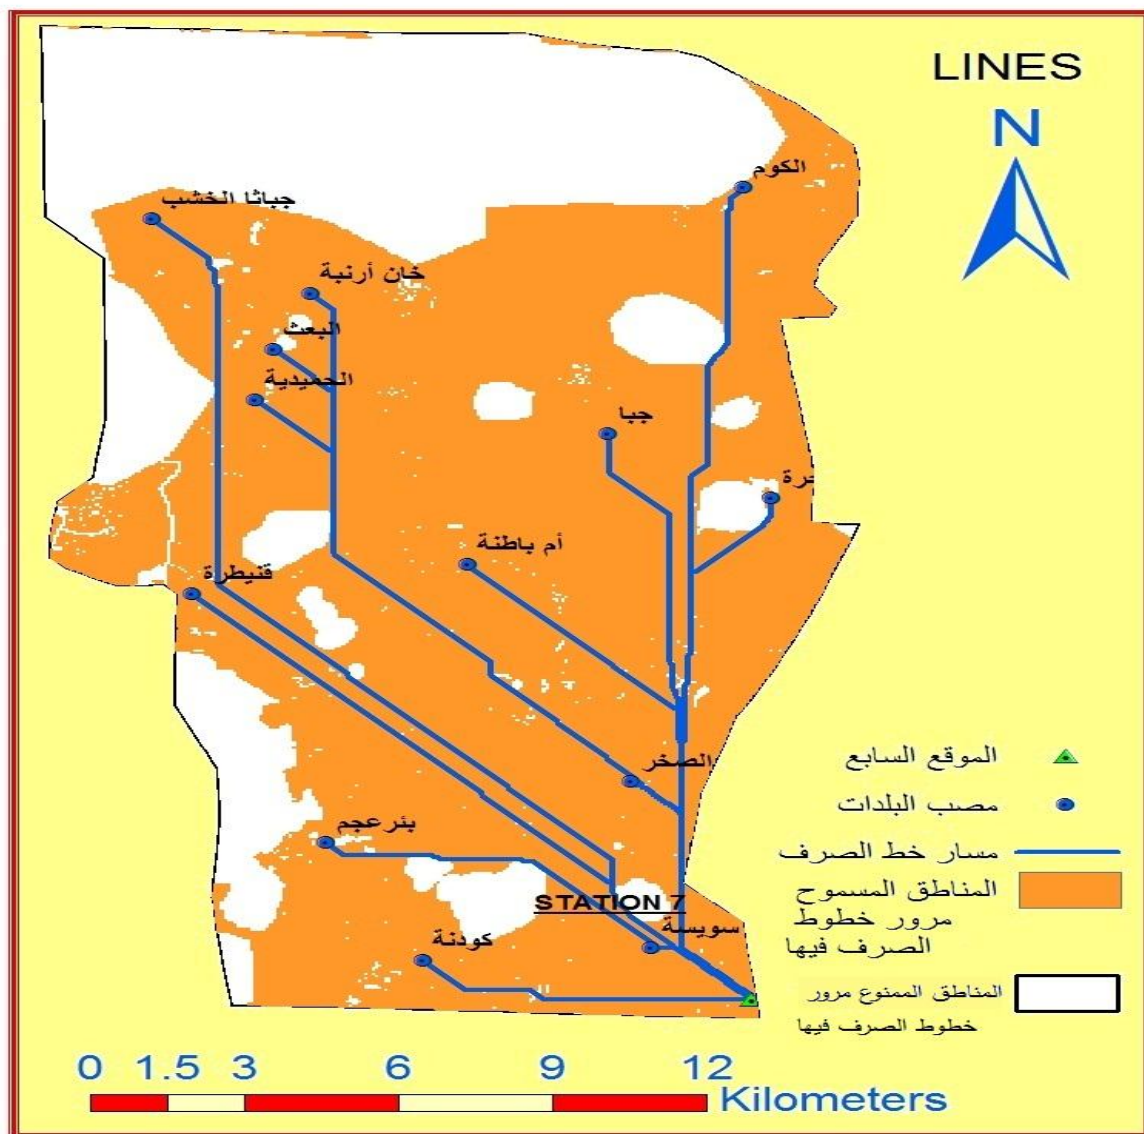 LINES
N
الكوم
جباثا الخشب
خان أرنبة
البعث
الحميدية
جبا
أم باطنة
قنيطرة
الصخر
بئرعجم
STATION 7
سويسة
كودنة
الموقع السابع
مصب البلدات
مسار خط الصرف
المناطق المسموح
مرور خطوط
الصرف فيها
المناطق الممنوع مرور
خطوط الصرف فيها
0 1.5 3 6 9 12
Kilometers